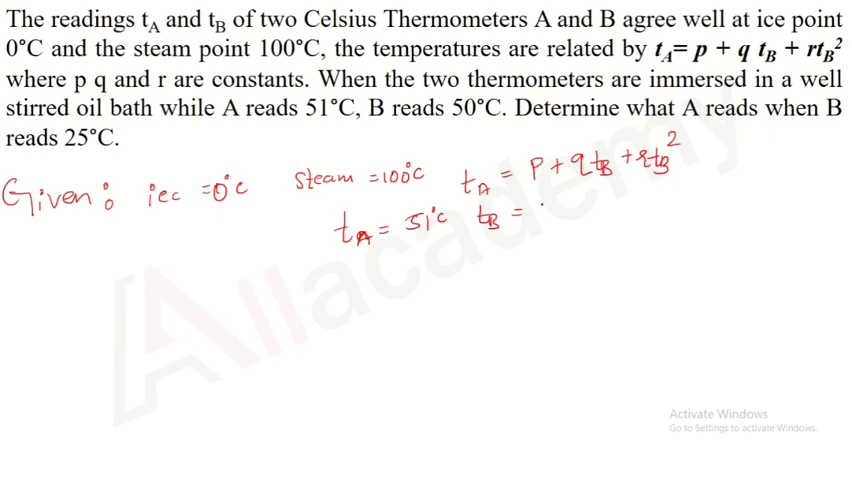 The readings tA and tB of two Celsius Thermometers A and B agree well at ice point
0°C and the steam point 100°C, the temperatures are related by tA= p + q tB + rtB²
where p q and r are constants. When the two thermometers are immersed in a well
stirred oil bath while A reads 51°C, B reads 50°C. Determine what A reads when B
reads 25°C.
Given: iec =0°C steam =100°C tA = P + qtB + rtB²
tA = 51°C tB =
Allacademy
Activate Windows
Go to Settings to activate Windows.